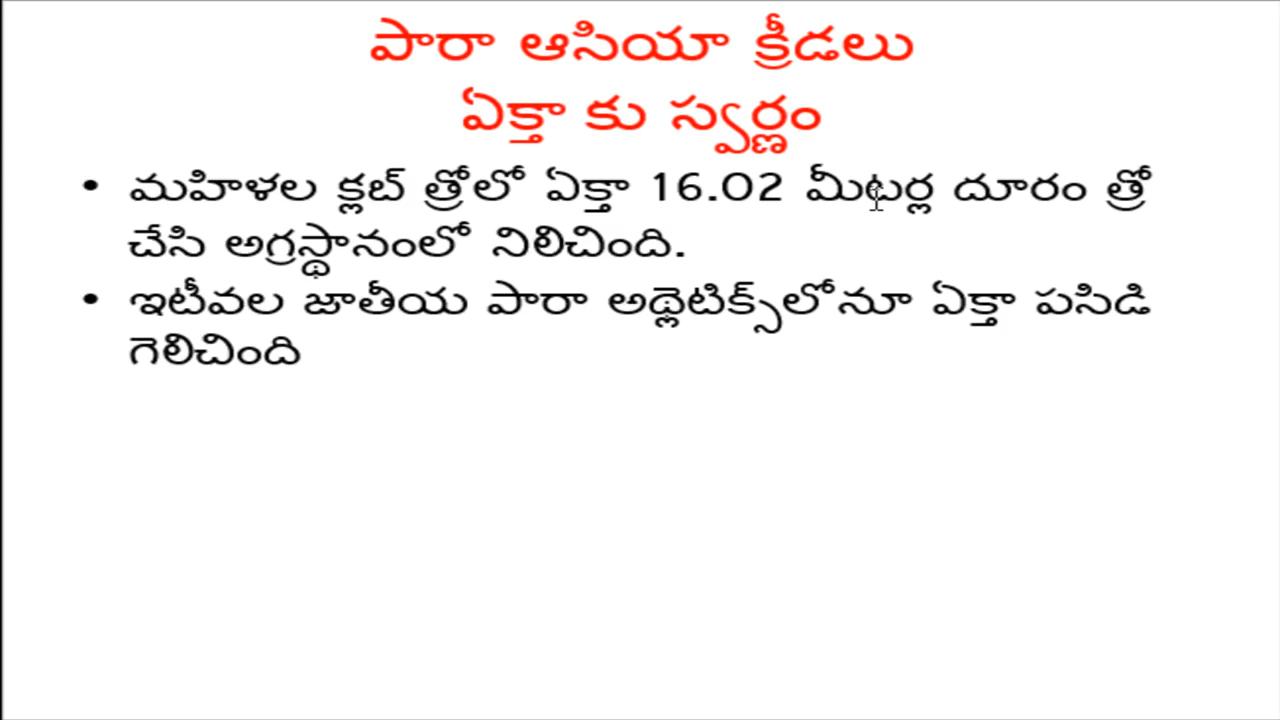 పారా ఆసియా క్రీడలు
ఏక్తా కు స్వర్ణం
• మహిళల క్లబ్ త్రోలో ఏక్తా 16.02 మీటర్ల దూరం త్రో
చేసి అగ్రస్థానంలో నిలిచింది.
• ఇటీవల జాతీయ పారా అథ్లెటిక్స్‌లోనూ ఏక్తా పసిడి
గెలిచింది